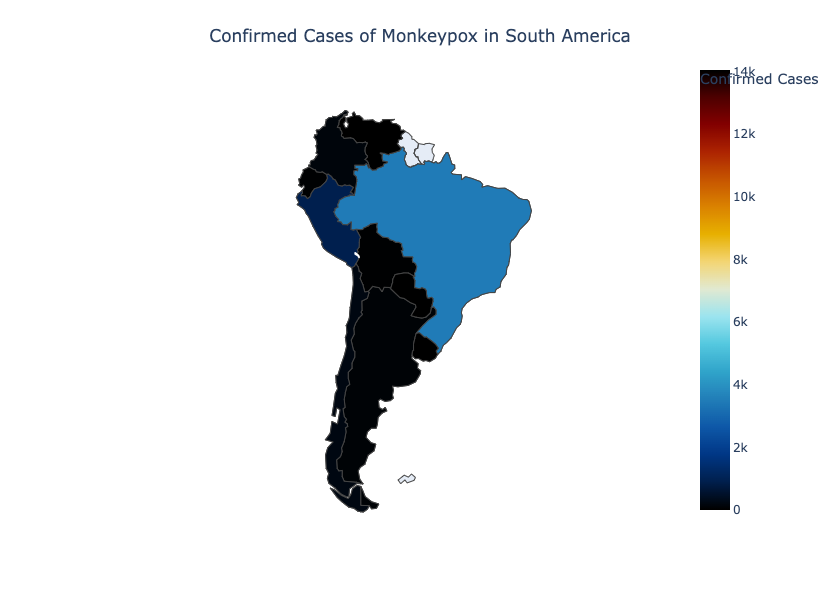 Confirmed Cases of Monkeypox in South America
14k
Confirmed Cases
12k
10k
8k
6k
4k
2k
0